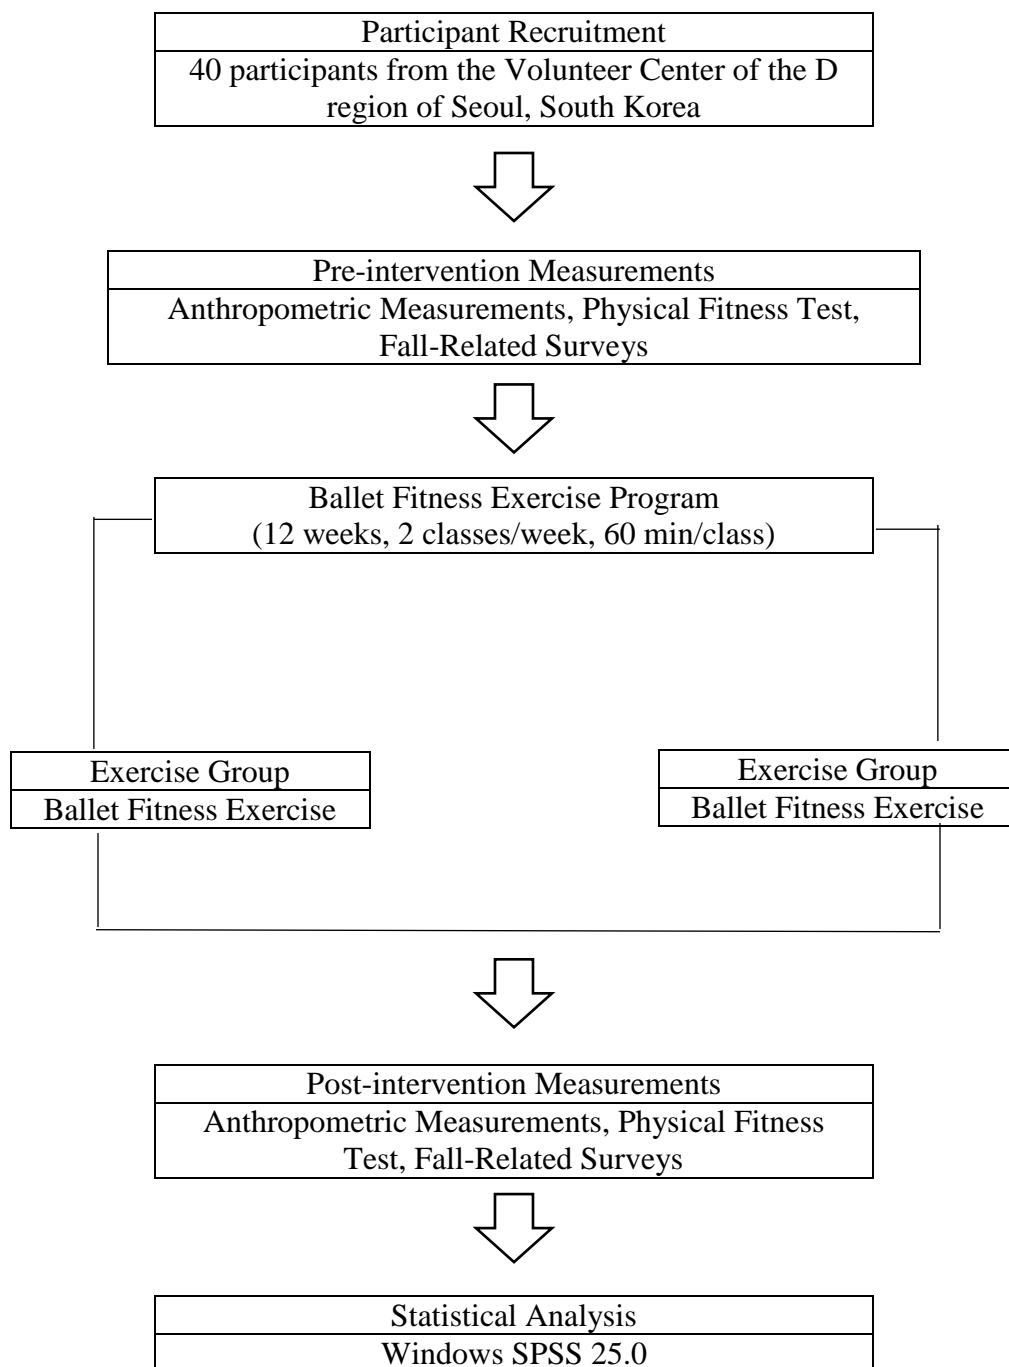 Participant Recruitment
40 participants from the Volunteer Center of the D
region of Seoul, South Korea
Pre-intervention Measurements
Anthropometric Measurements, Physical Fitness Test,
Fall-Related Surveys
Ballet Fitness Exercise Program
(12 weeks, 2 classes/week, 60 min/class)
Exercise Group
Ballet Fitness Exercise
Exercise Group
Ballet Fitness Exercise
Post-intervention Measurements
Anthropometric Measurements, Physical Fitness
Test, Fall-Related Surveys
Statistical Analysis
Windows SPSS 25.0